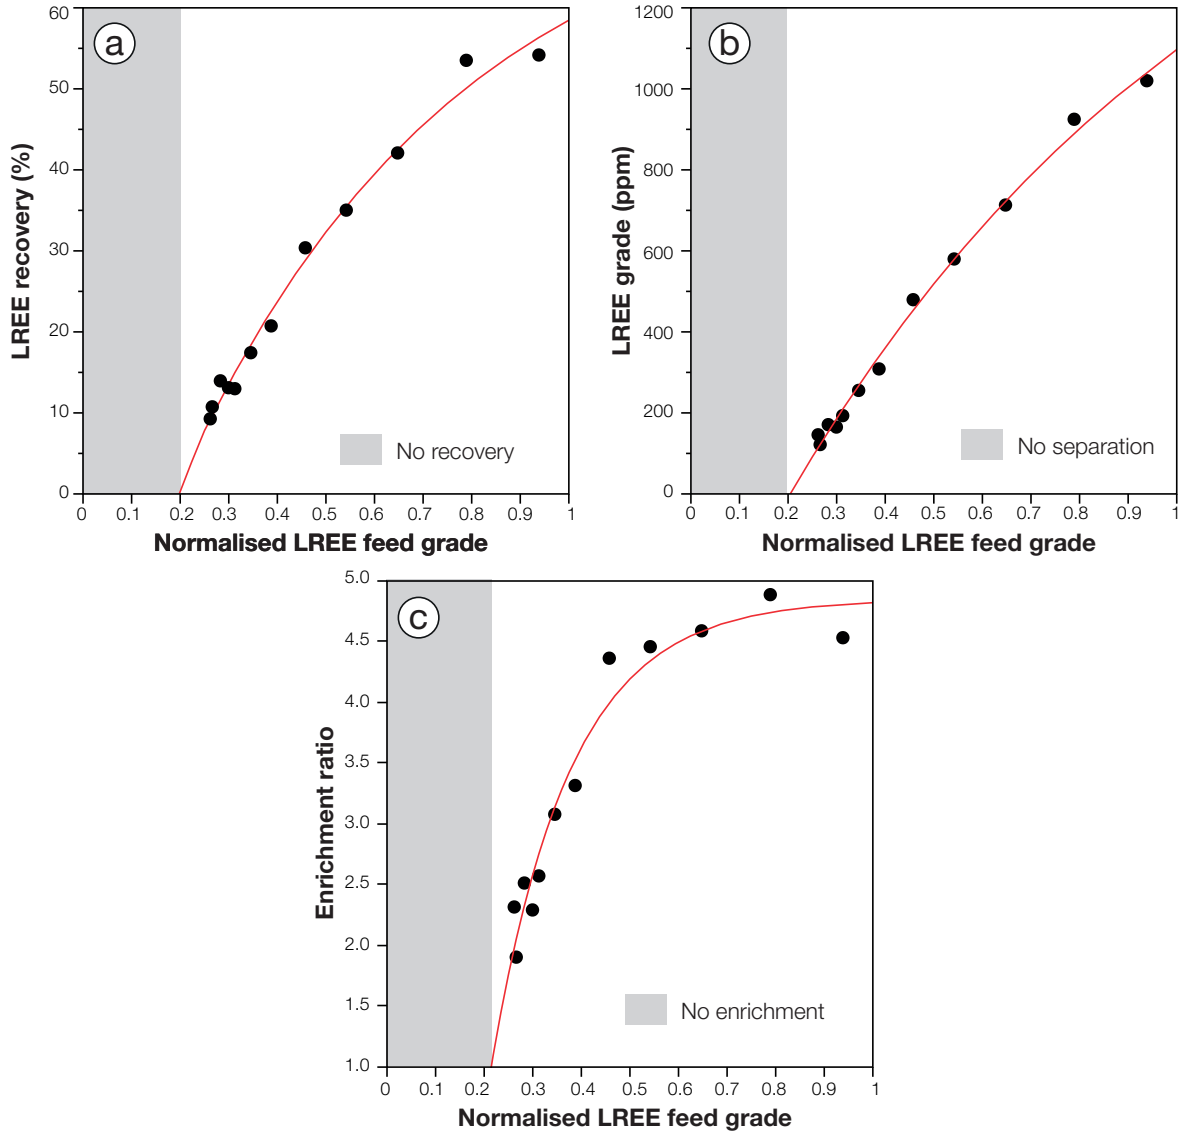 a
60
50
40
30
20
10
0
LREE recovery (%)
No recovery
0 0.1 0.2 0.3 0.4 0.5 0.6 0.7 0.8 0.9 1
Normalised LREE feed grade
b
1200
1000
800
600
400
200
0
LREE grade (ppm)
No separation
0 0.1 0.2 0.3 0.4 0.5 0.6 0.7 0.8 0.9 1
Normalised LREE feed grade
c
5.0
4.5
4.0
3.5
3.0
2.5
2.0
1.5
1.0
Enrichment ratio
No enrichment
0 0.1 0.2 0.3 0.4 0.5 0.6 0.7 0.8 0.9 1
Normalised LREE feed grade